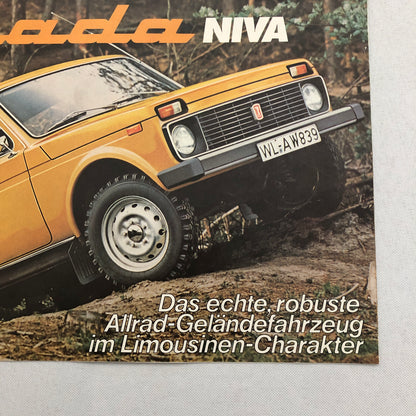 ada NIVA
WL-AW839
Das echte, robuste
Allrad-Geländefahrzeug
im Limousinen-Charakter